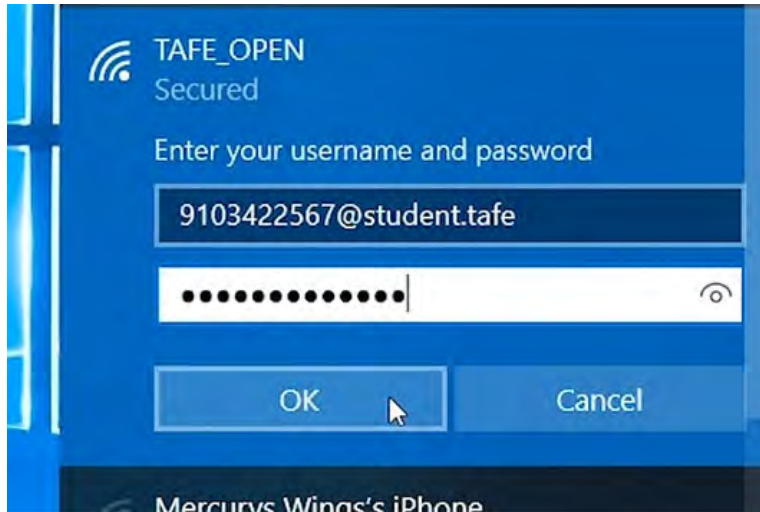 TAFE_OPEN
Secured
Enter your username and password
9103422567@student.tafe
•••••••••••••
OK Cancel
Mercurys Wings's iPhone